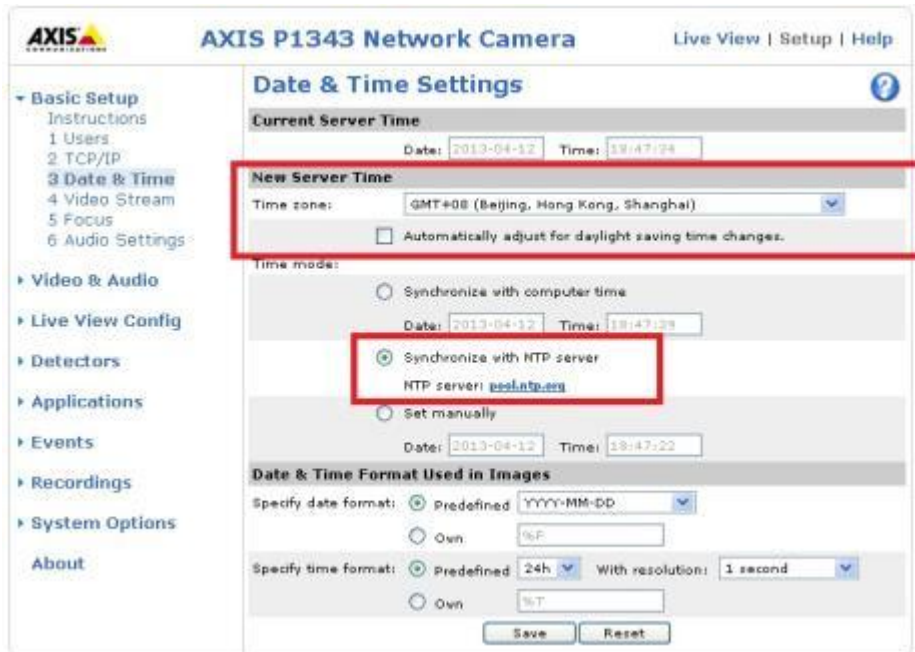 AXIS
COMMUNICATIONS
AXIS P1343 Network Camera
Live View | Setup | Help
Basic Setup
Instructions
1 Users
2 TCP/IP
3 Date & Time
4 Video Stream
5 Focus
6 Audio Settings
Video & Audio
Live View Config
Detectors
Applications
Events
Recordings
System Options
About
Date & Time Settings
?
Current Server Time
Date: 2013-04-12 Time: 18:47:24
New Server Time
Time zone: GMT+08 (Beijing, Hong Kong, Shanghai)
Automatically adjust for daylight saving time changes.
Time mode:
Synchronize with computer time
Date: 2013-04-12 Time: 18:47:29
Synchronize with NTP server
NTP server: pool.ntp.org
Set manually
Date: 2013-04-12 Time: 18:47:22
Date & Time Format Used in Images
Specify date format: Predefined YYYY-MM-DD
Own %F
Specify time format: Predefined 24h With resolution: 1 second
Own %T
Save Reset